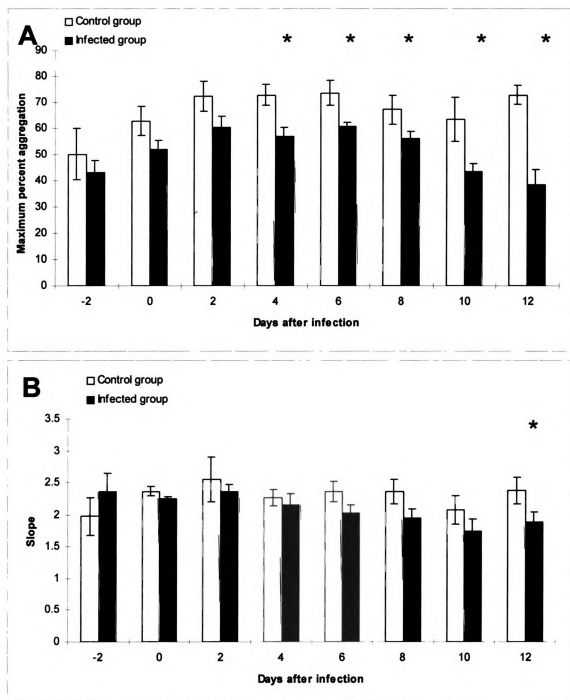 A
Control group
Infected group
* * * * *
Maximum percent aggregation
90
80
70
60
50
40
30
20
10
0
-2 0 2 4 6 8 10 12
Days after infection
B
Control group
Infected group
*
Slope
3.5
3
2.5
2
1.5
1
0.5
0
-2 0 2 4 6 8 10 12
Days after infection